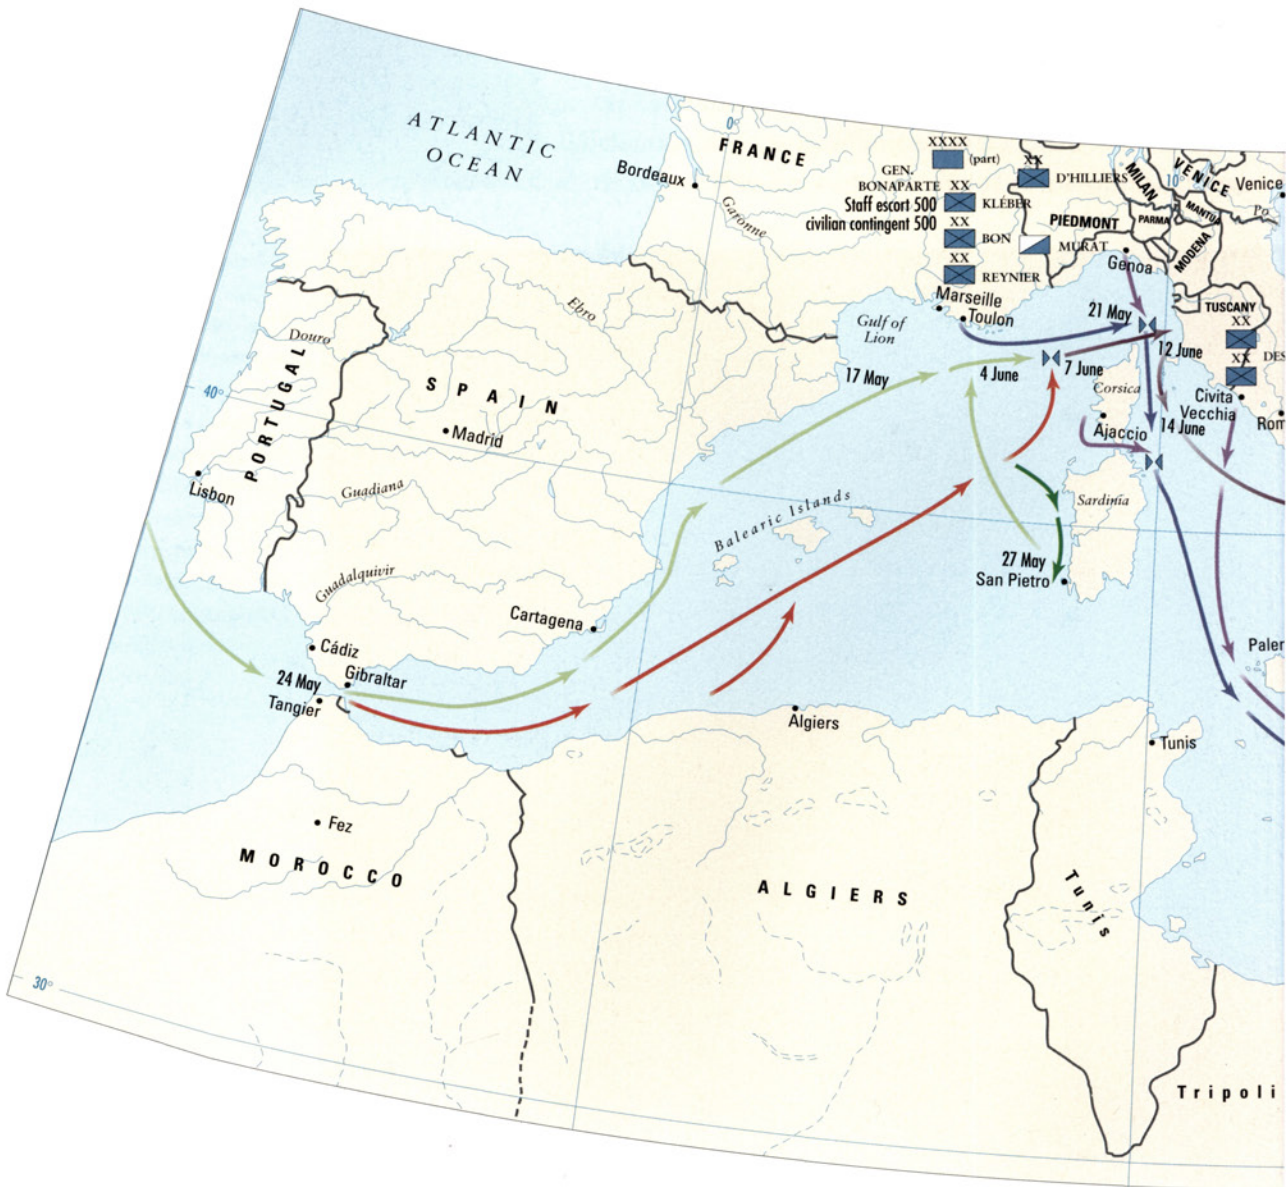 ATLANTIC
OCEAN
0°
FRANCE
Bordeaux
Garonne
XXXX
(part)
GEN.
BONAPARTE
Staff escort 500
civilian contingent 500
XX
KLÉBER
XX
BON
XX
REYNIER
XX
D'HILLIERS
MURAT
PIEDMONT
MILAN
VENICE
10°
Venice
PARMA
MANTUA
Po
MODENA
Genoa
Marseille
Toulon
Gulf of
Lion
21 May
TUSCANY
XX
XX
DES
12 June
Civita
Vecchia
Rom
17 May
4 June
7 June
Corsica
Ajaccio
14 June
Ebro
Douro
PORTUGAL
SPAIN
40°
Madrid
Lisbon
Guadiana
Guadalquivir
Balearic Islands
Sardinia
27 May
San Pietro
Cartagena
Cádiz
Gibraltar
24 May
Tangier
Paler
Algiers
Tunis
Fez
MOROCCO
ALGIERS
Tunis
30°
Tripoli